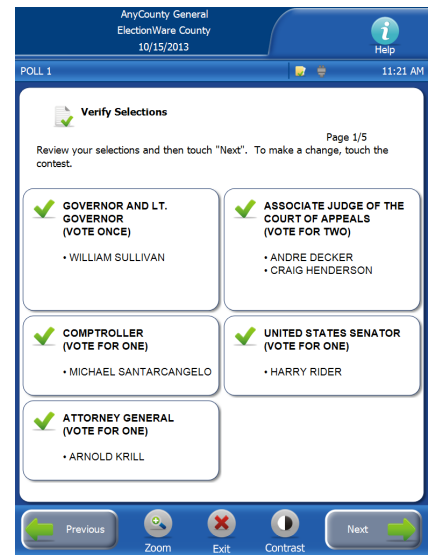 AnyCounty General
ElectionWare County
10/15/2013
Help
POLL 1
11:21 AM
Verify Selections
Page 1/5
Review your selections and then touch "Next". To make a change, touch the
contest.
GOVERNOR AND LT.
GOVERNOR
(VOTE ONCE)
• WILLIAM SULLIVAN
ASSOCIATE JUDGE OF THE
COURT OF APPEALS
(VOTE FOR TWO)
• ANDRE DECKER
• CRAIG HENDERSON
COMPTROLLER
(VOTE FOR ONE)
• MICHAEL SANTARCANGELO
UNITED STATES SENATOR
(VOTE FOR ONE)
• HARRY RIDER
ATTORNEY GENERAL
(VOTE FOR ONE)
• ARNOLD KRILL
Previous
Zoom
Exit
Contrast
Next